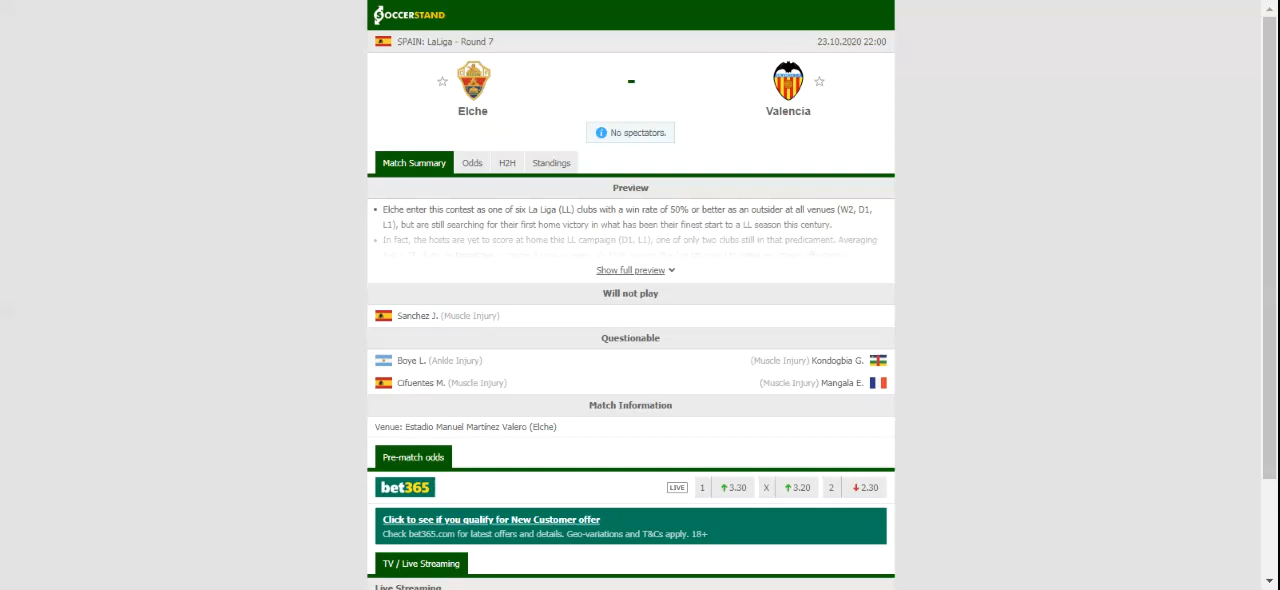 SOCCERSTAND
SPAIN: LaLiga - Round 7
23.10.2020 22:00
-
Elche
Valencia
No spectators.
Match Summary
Odds
H2H
Standings
Preview
• Elche enter this contest as one of six La Liga (LL) clubs with a win rate of 50% or better as an outsider at all venues (W2, D1,
L1), but are still searching for their first home victory in what has been their finest start to a LL season this century.
• In fact, the hosts are yet to store at home this LL campaign (D1, L1), one of only two clubs still in that predicament. Averaging
Show full preview
Will not play
Sanchez J. (Muscle Injury)
Questionable
Boye L. (Ankle Injury)
(Muscle Injury) Kondogbia G.
Cifuentes M. (Muscle Injury)
(Muscle Injury) Mangala E.
Match Information
Venue: Estadio Manuel Martínez Valero (Elche)
Pre-match odds
bet365
LIVE
1
3.30
X
3.20
2
2.30
Click to see if you qualify for New Customer offer
Check bet365.com for latest offers and details. Geo-variations and T&Cs apply. 18+
TV / Live Streaming
Live Streaming